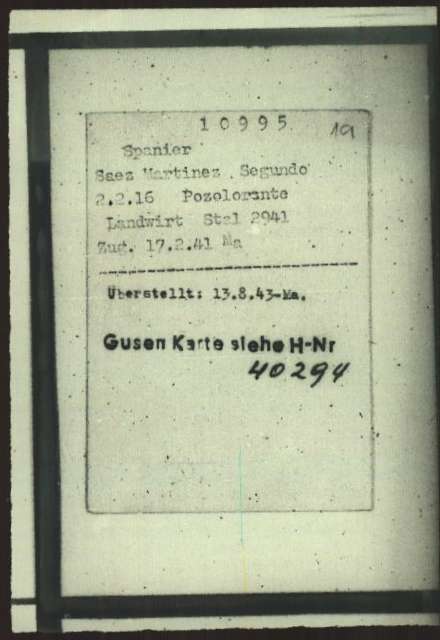 10995
19
Spanier
Saez Martinez Segundo
2.2.16 Pozolorente
Landwirt Stal 2941
Zug. 17.2.41 Ma
Überstellt: 13.8.43-Ma.
Gusen Karte siehe H-Nr
40294